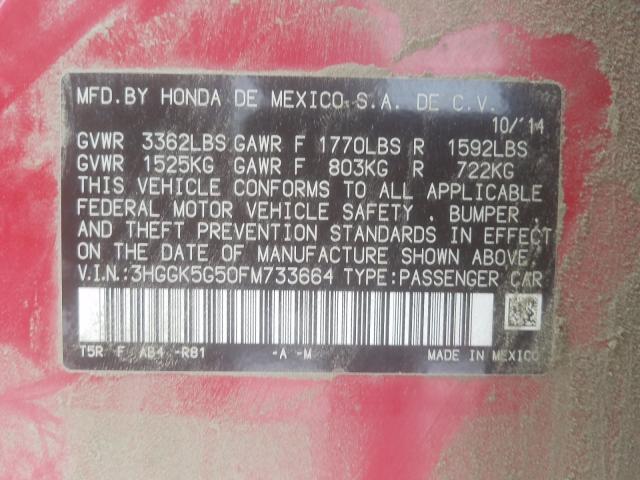 MFD.BY HONDA DE MEXICO S.A. DE C.V.
10/'14
GVWR 3362LBS GAWR F 1770LBS R 1592LBS
GVWR 1525KG GAWR F 803KG R 722KG
THIS VEHICLE CONFORMS TO ALL APPLICABLE
FEDERAL MOTOR VEHICLE SAFETY , BUMPER ,
AND THEFT PREVENTION STANDARDS IN EFFECT
ON THE DATE OF MANUFACTURE SHOWN ABOVE.
V.I.N.:3HGGK5G50FM733664 TYPE:PASSENGER CAR
T5R F AB4 -R81 -A -M MADE IN MEXICO